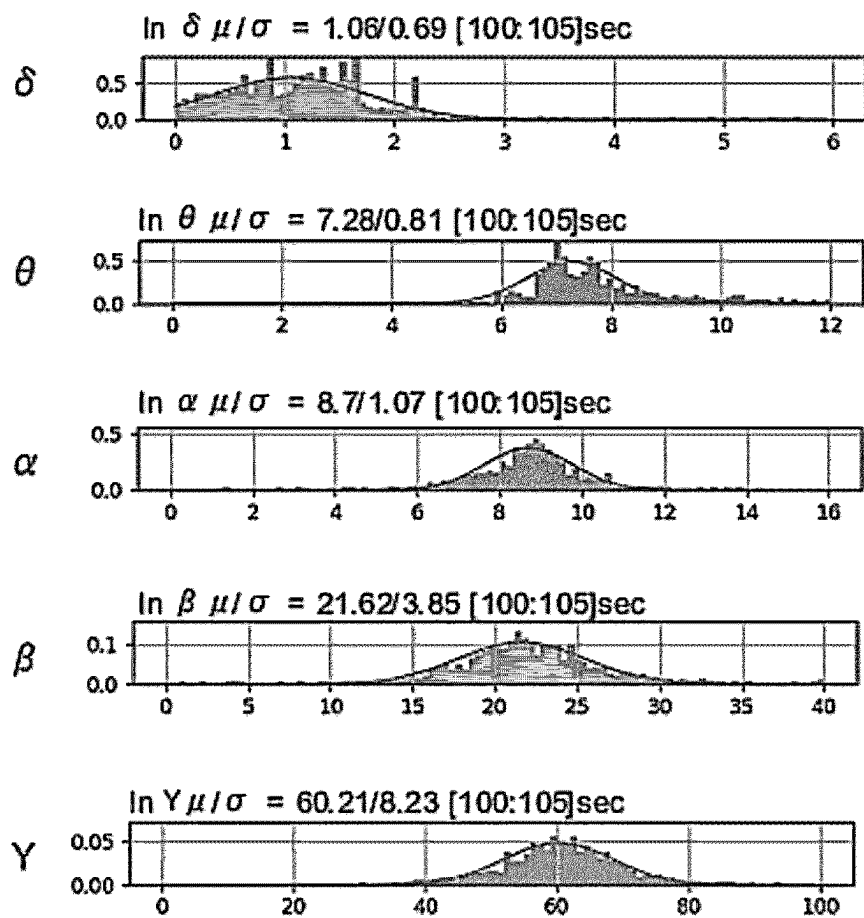 ln δ μ/σ = 1.06/0.69 [100:105]sec
δ
0.5
0.0
0 1 2 3 4 5 6
ln θ μ/σ = 7.28/0.81 [100:105]sec
θ
0.5
0.0
0 2 4 6 8 10 12
ln α μ/σ = 8.7/1.07 [100:105]sec
α
0.5
0.0
0 2 4 6 8 10 12 14 16
ln β μ/σ = 21.62/3.85 [100:105]sec
β
0.1
0.0
0 5 10 15 20 25 30 35 40
ln Υ μ/σ = 60.21/8.23 [100:105]sec
Υ
0.05
0.00
0 20 40 60 80 100